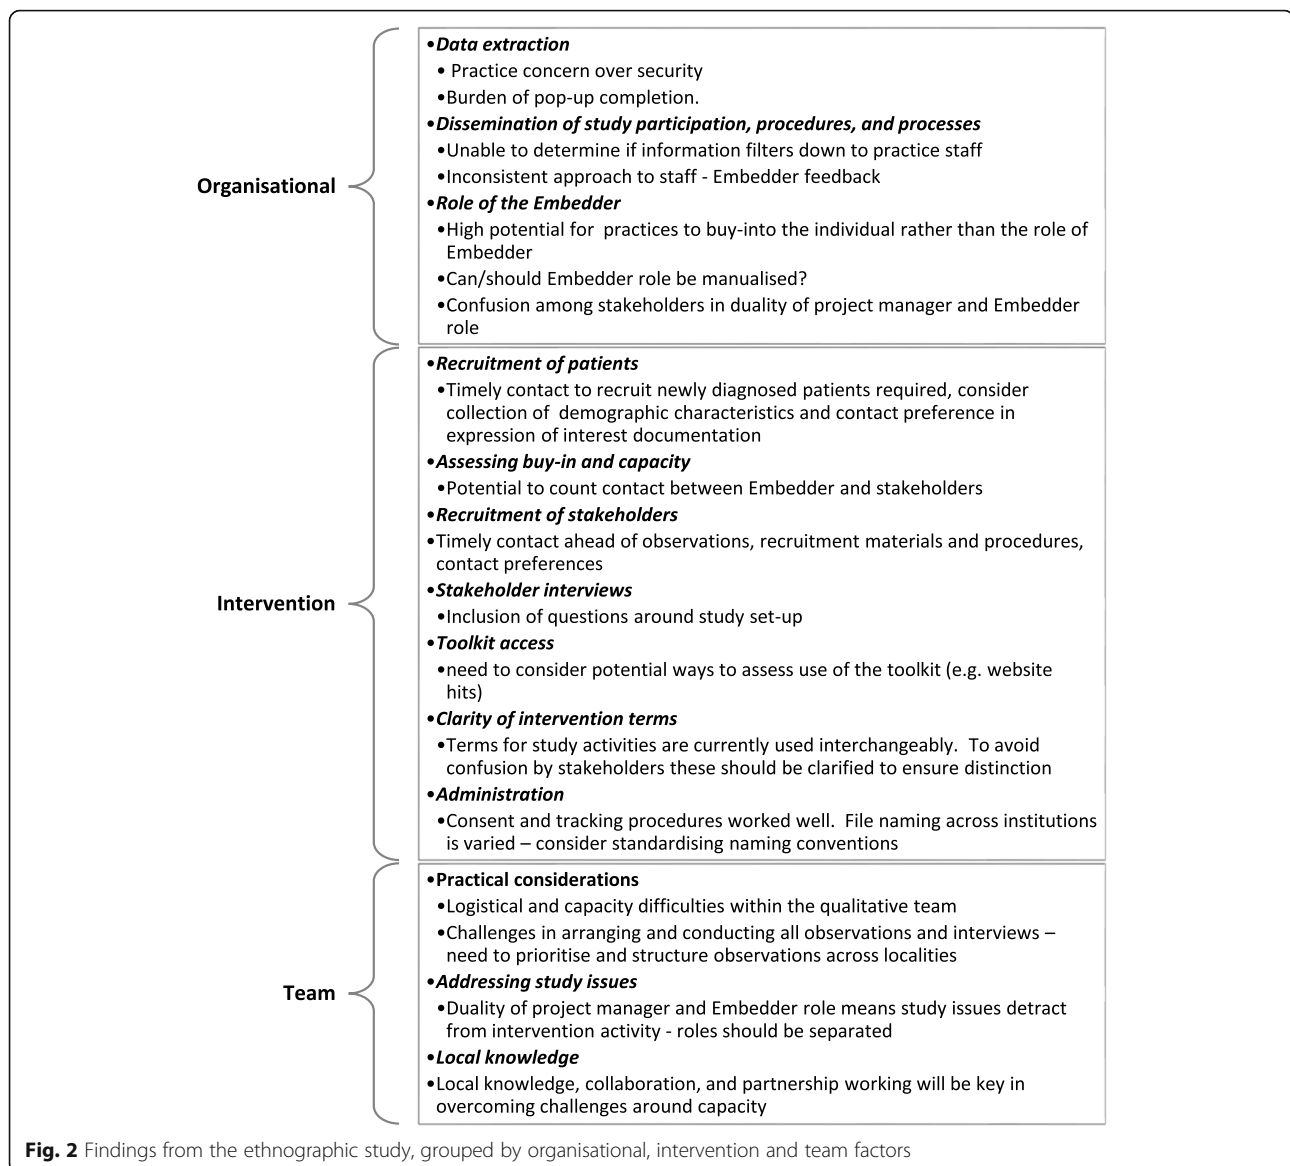 Organisational
•Data extraction
• Practice concern over security
•Burden of pop-up completion.
•Dissemination of study participation, procedures, and processes
•Unable to determine if information filters down to practice staff
•Inconsistent approach to staff - Embedder feedback
•Role of the Embedder
•High potential for  practices to buy-into the individual rather than the role of
Embedder
•Can/should Embedder role be manualised?
•Confusion among stakeholders in duality of project manager and Embedder
role
Intervention
•Recruitment of patients
•Timely contact to recruit newly diagnosed patients required, consider
collection of  demographic characteristics and contact preference in
expression of interest documentation
•Assessing buy-in and capacity
•Potential to count contact between Embedder and stakeholders
•Recruitment of stakeholders
•Timely contact ahead of observations, recruitment materials and procedures,
contact preferences
•Stakeholder interviews
•Inclusion of questions around study set-up
•Toolkit access
•need to consider potential ways to assess use of the toolkit (e.g. website
hits)
•Clarity of intervention terms
•Terms for study activities are currently used interchangeably.  To avoid
confusion by stakeholders these should be clarified to ensure distinction
•Administration
•Consent and tracking procedures worked well.  File naming across institutions
is varied – consider standardising naming conventions
Team
•Practical considerations
•Logistical and capacity difficulties within the qualitative team
•Challenges in arranging and conducting all observations and interviews –
need to prioritise and structure observations across localities
•Addressing study issues
•Duality of project manager and Embedder role means study issues detract
from intervention activity - roles should be separated
•Local knowledge
•Local knowledge, collaboration, and partnership working will be key in
overcoming challenges around capacity
Fig. 2 Findings from the ethnographic study, grouped by organisational, intervention and team factors